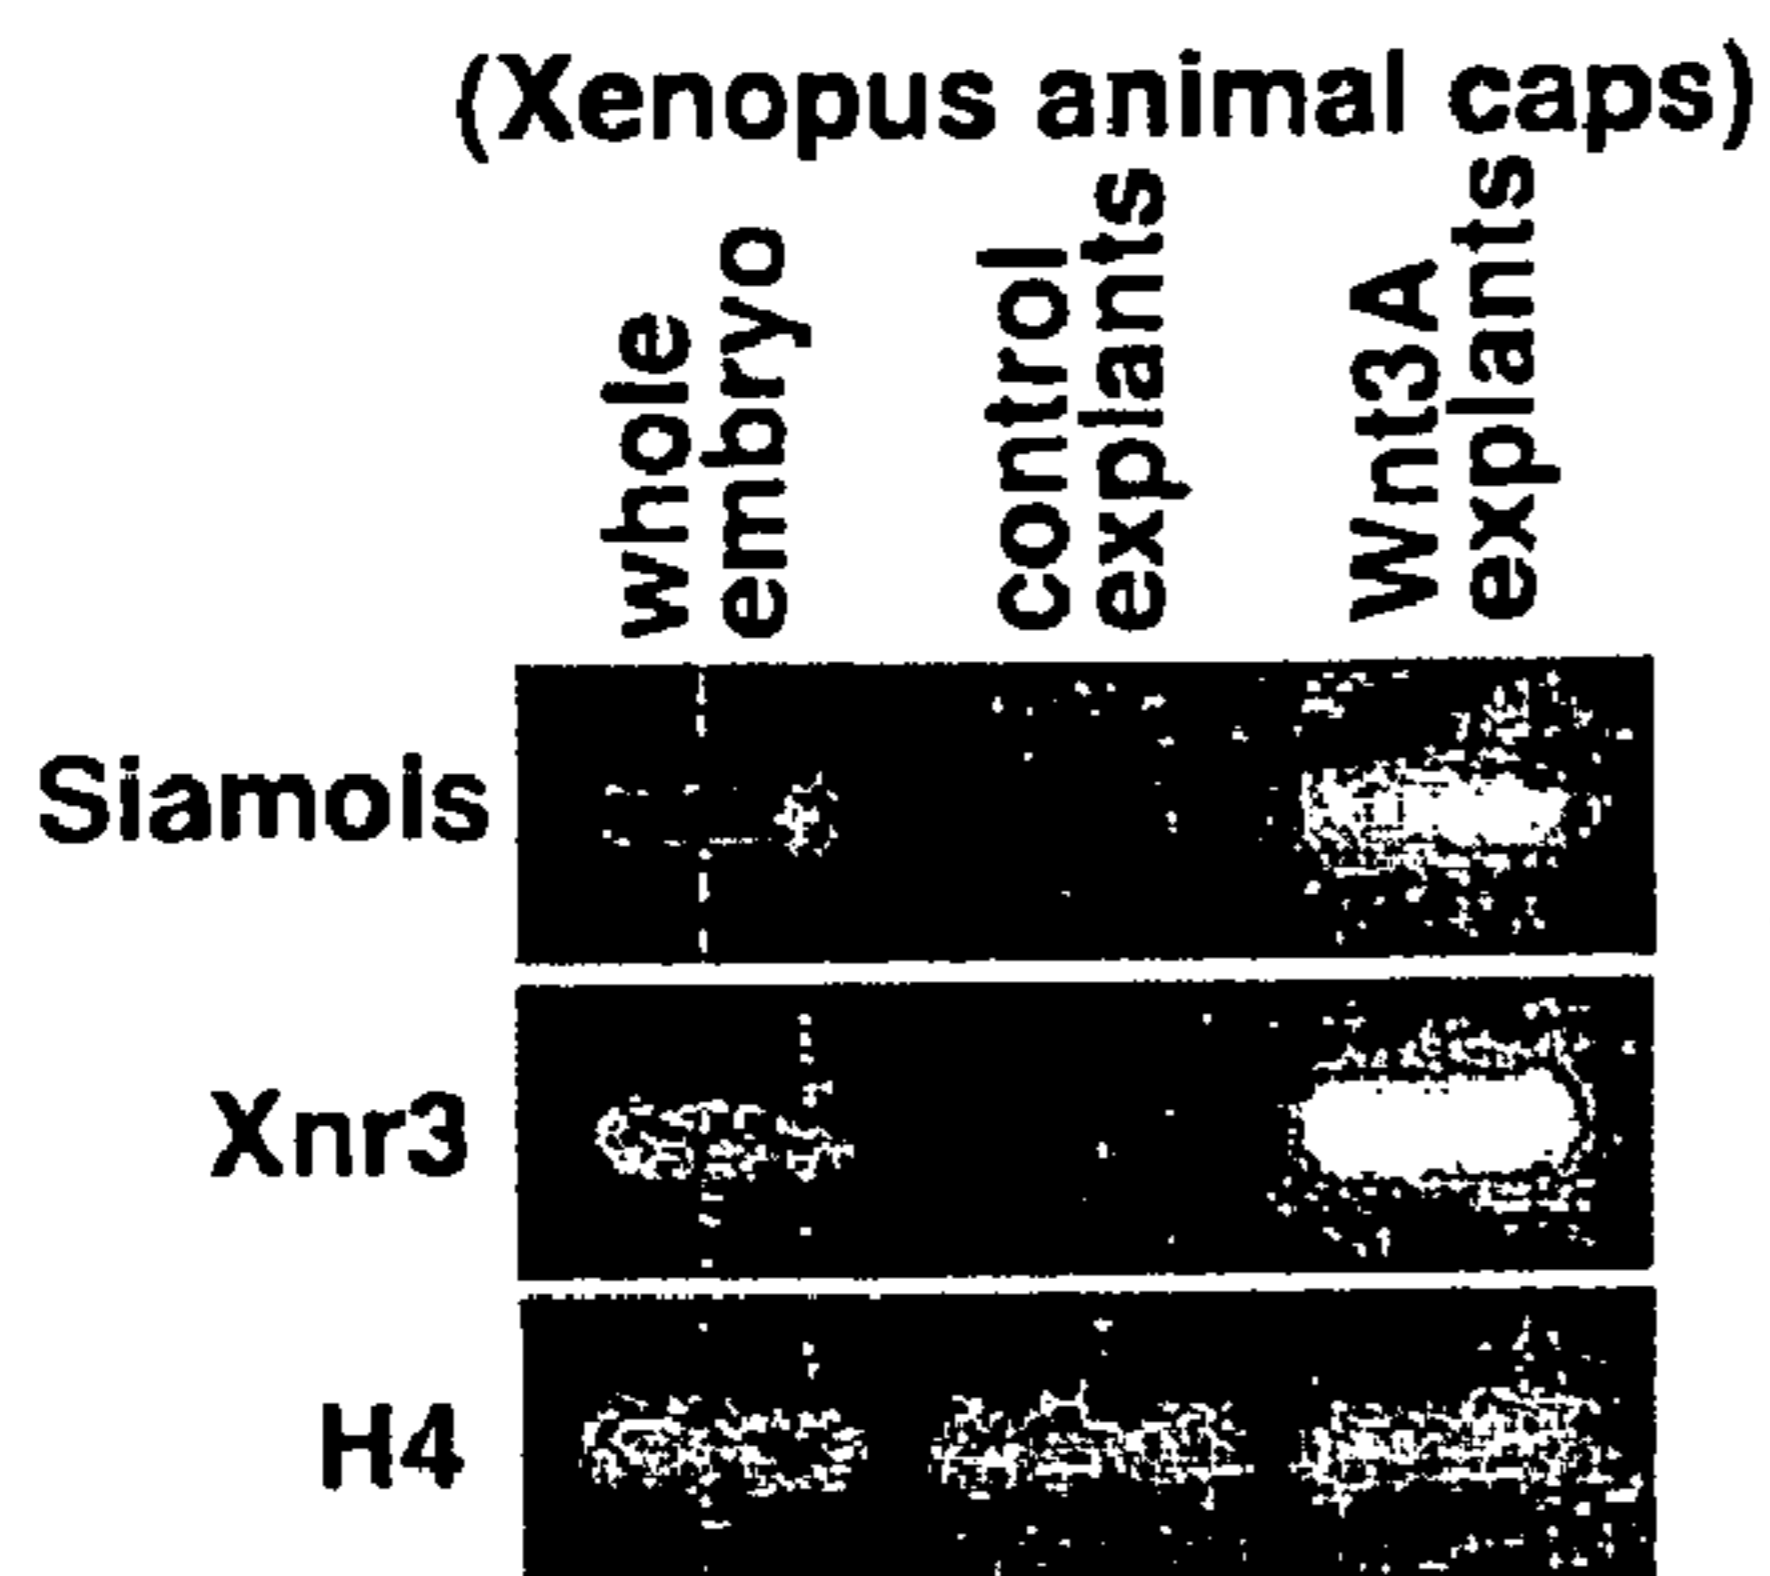 (Xenopus animal caps)
whole
embryo
control
explants
Wnt3A
explants
Siamois
Xnr3
H4